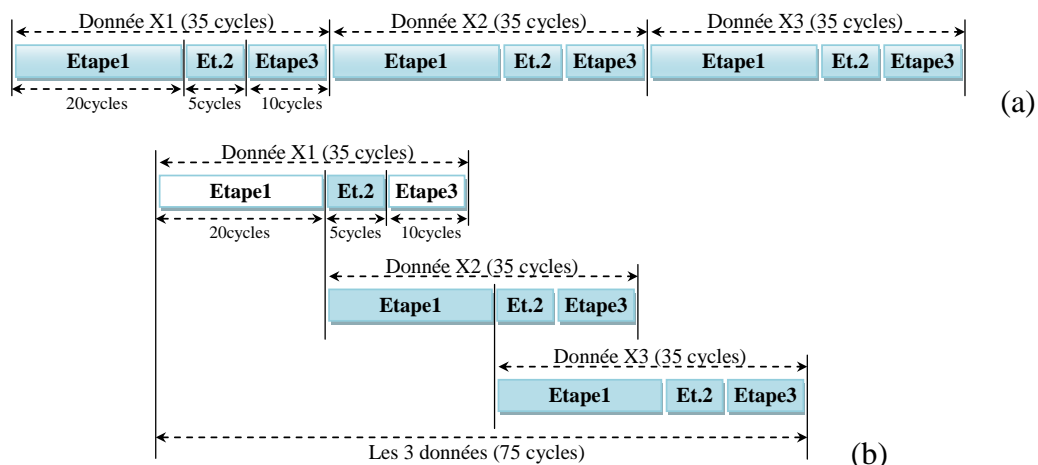 Donnée X1 (35 cycles) Donnée X2 (35 cycles) Donnée X3 (35 cycles)
Etape1 Et.2 Etape3 Etape1 Et.2 Etape3 Etape1 Et.2 Etape3
20cycles 5cycles 10cycles
(a)
Donnée X1 (35 cycles)
Etape1 Et.2 Etape3
20cycles 5cycles 10cycles
Donnée X2 (35 cycles)
Etape1 Et.2 Etape3
Donnée X3 (35 cycles)
Etape1 Et.2 Etape3
Les 3 données (75 cycles)
(b)